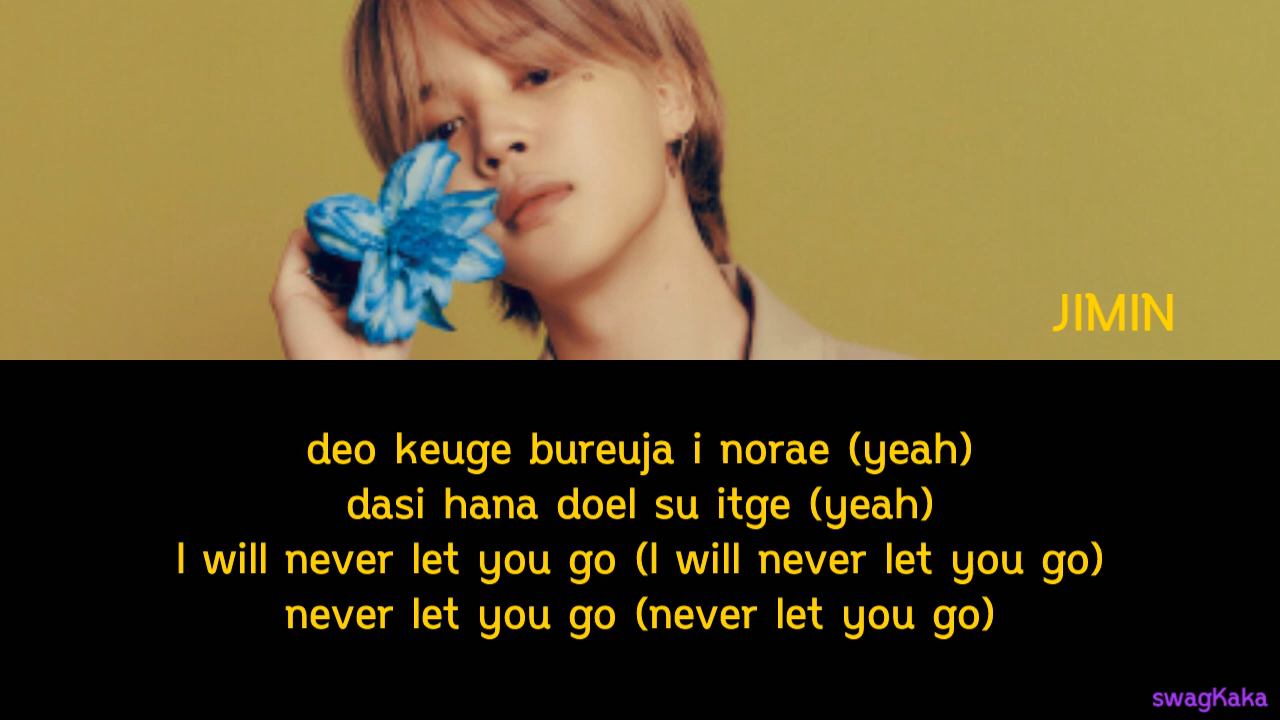 JIMIN
deo keuge bureuja i norae (yeah)
dasi hana doel su itge (yeah)
I will never let you go (I will never let you go)
never let you go (never let you go)
swagKaka